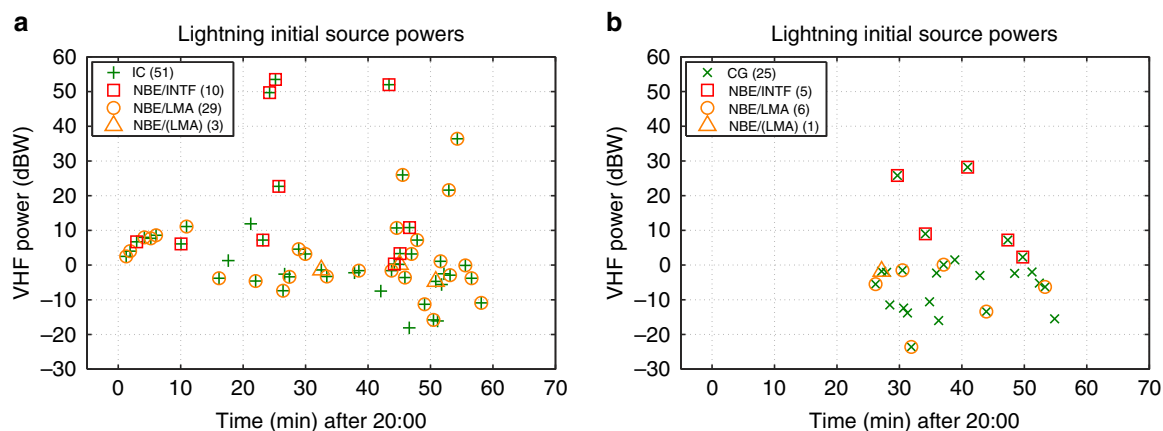 a
Lightning initial source powers
VHF power (dBW)
60
50
40
30
20
10
0
−10
−20
−30
IC (51)
NBE/INTF (10)
NBE/LMA (29)
NBE/(LMA) (3)
0 10 20 30 40 50 60 70
Time (min) after 20:00
b
Lightning initial source powers
VHF power (dBW)
60
50
40
30
20
10
0
−10
−20
−30
CG (25)
NBE/INTF (5)
NBE/LMA (6)
NBE/(LMA) (1)
0 10 20 30 40 50 60 70
Time (min) after 20:00